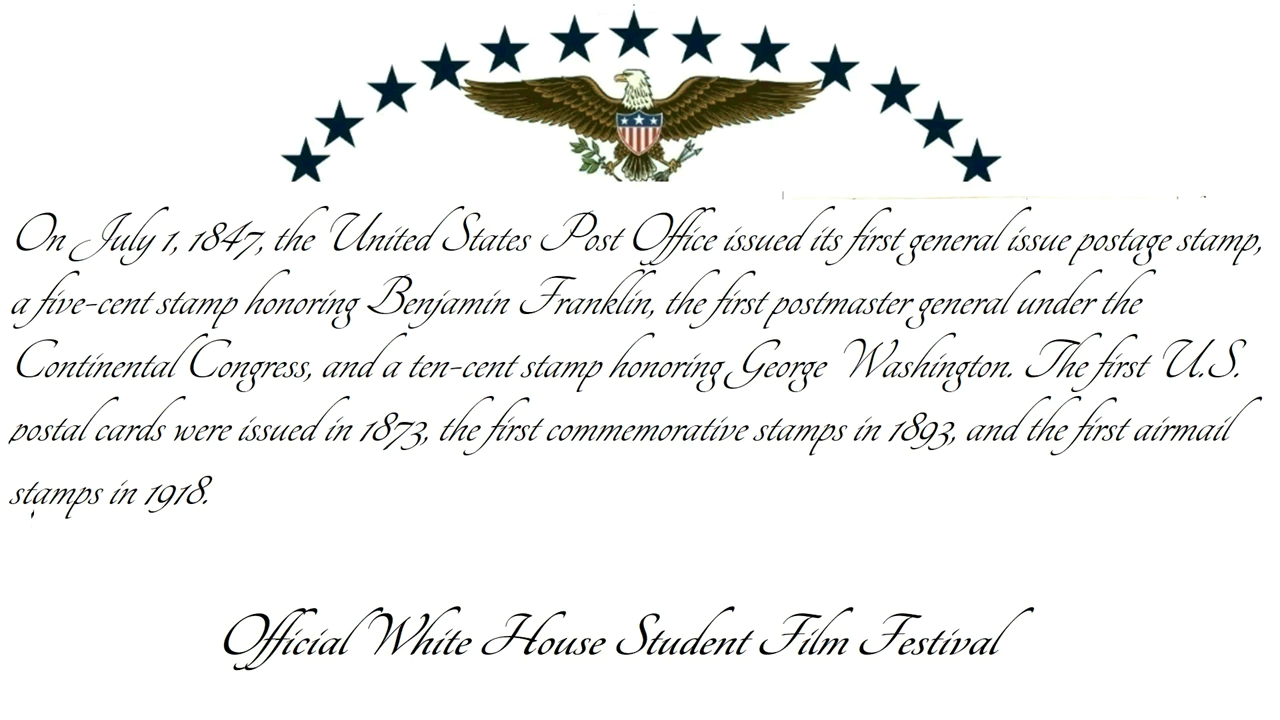 On July 1, 1847, the United States Post Office issued its first general issue postage stamp,
a five-cent stamp honoring Benjamin Franklin, the first postmaster general under the
Continental Congress, and a ten-cent stamp honoring George Washington. The first U.S.
postal cards were issued in 1873, the first commemorative stamps in 1893, and the first airmail
stamps in 1918.
Official White House Student Film Festival